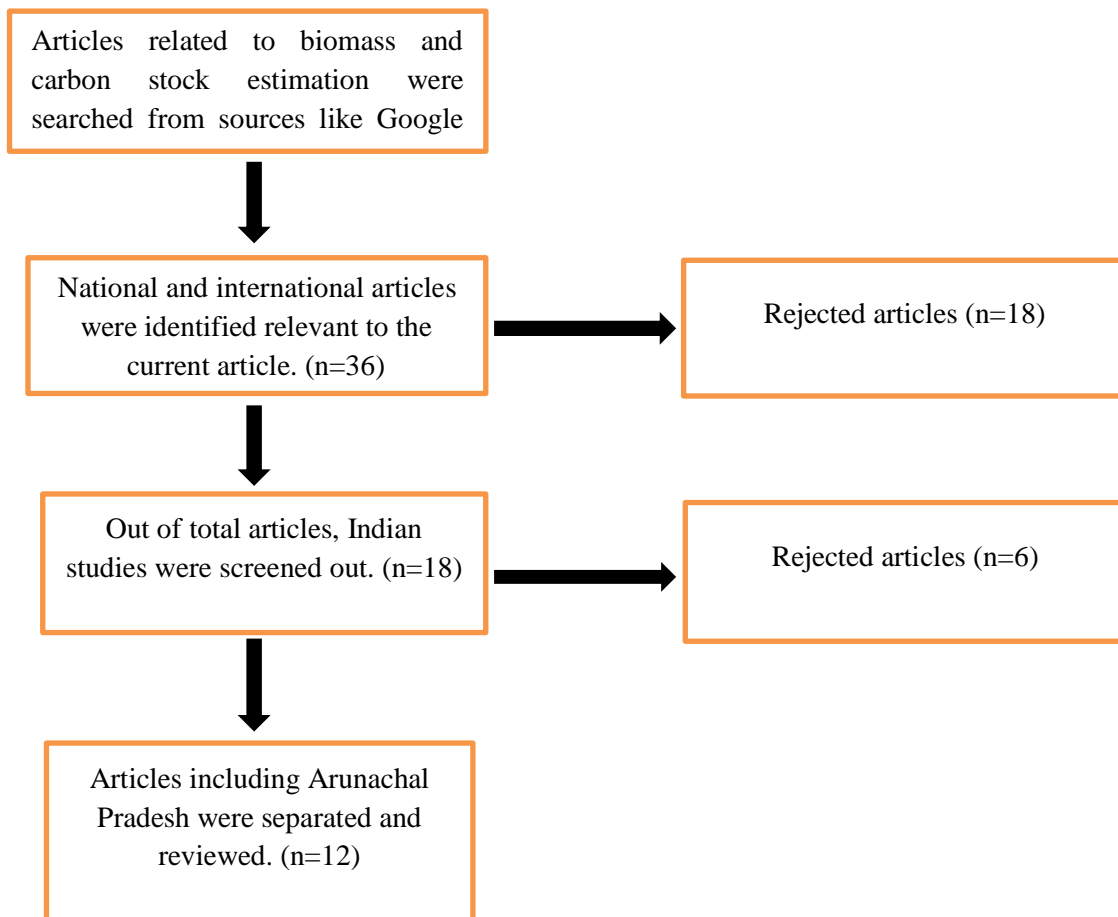 Articles related to biomass and
carbon stock estimation were
searched from sources like Google
National and international articles
were identified relevant to the
current article. (n=36)
Rejected articles (n=18)
Out of total articles, Indian
studies were screened out. (n=18)
Rejected articles (n=6)
Articles including Arunachal
Pradesh were separated and
reviewed. (n=12)